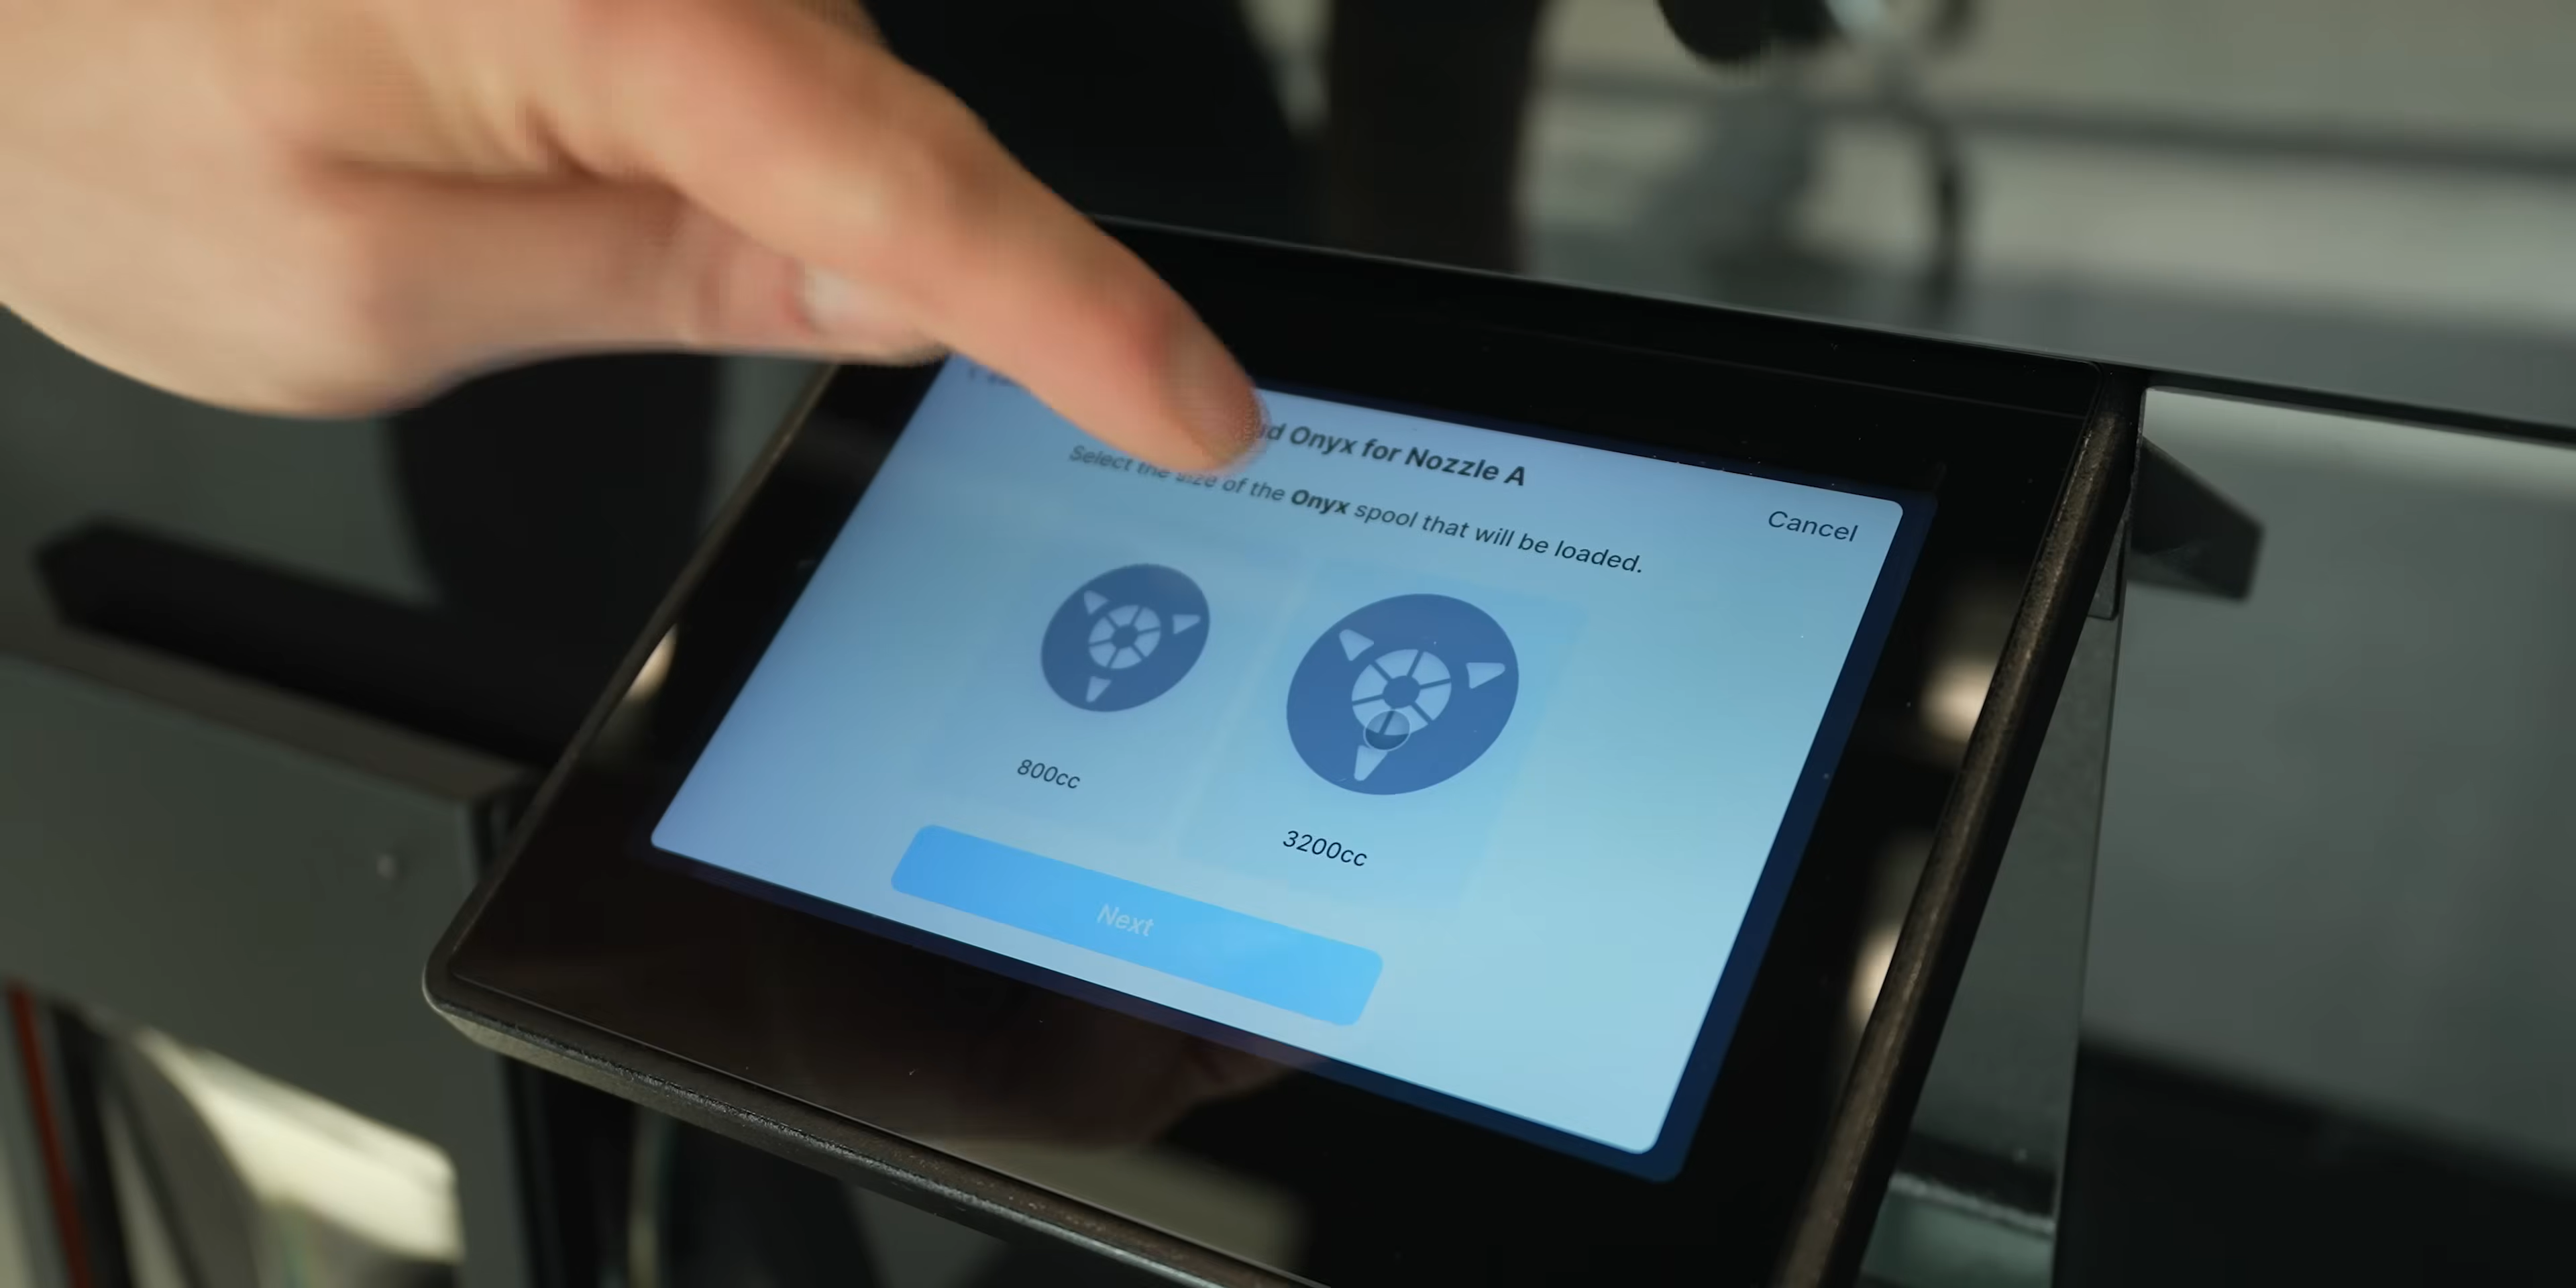 Onyx for Nozzle A
Cancel
Select the size of the Onyx spool that will be loaded.
800cc
3200cc
Next